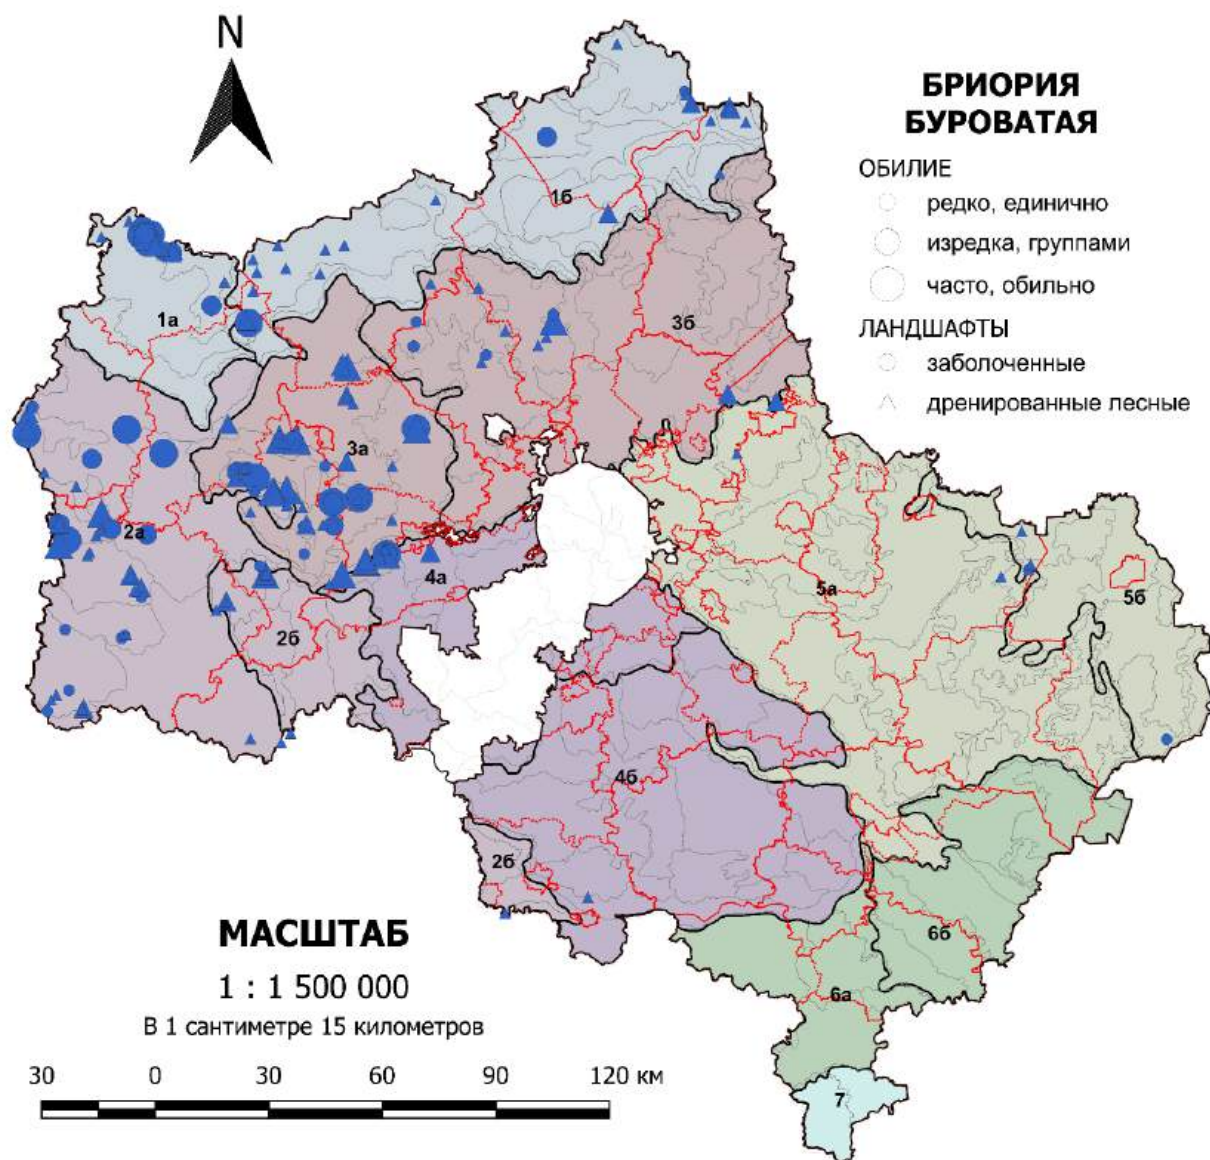 N
БРИОРИЯ
БУРОВАТАЯ
ОБИЛИЕ
редко, единично
изредка, группами
часто, обильно
ЛАНДШАФТЫ
заболоченные
дренированные лесные
1а
1б
3б
3а
2а
4а
2б
5а
5б
4б
2б
6б
6а
7
МАСШТАБ
1 : 1 500 000
В 1 сантиметре 15 километров
30 0 30 60 90 120 км